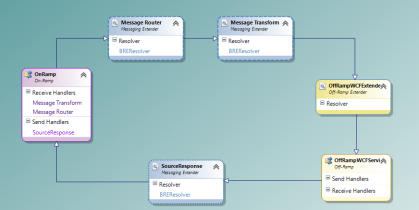 Message Router
Messaging Extender
Resolver
BREResolver
Message Transform
Messaging Extender
Resolver
BREResolver
OnRamp
On-Ramp
Receive Handlers
Message Transform
Message Router
Send Handlers
SourceResponse
OffRampWCFExtende
Off-Ramp Extender
Resolver
OffRampWCFServi
Off-Ramp
Send Handlers
Receive Handlers
SourceResponse
Messaging Extender
Resolver
BREResolver